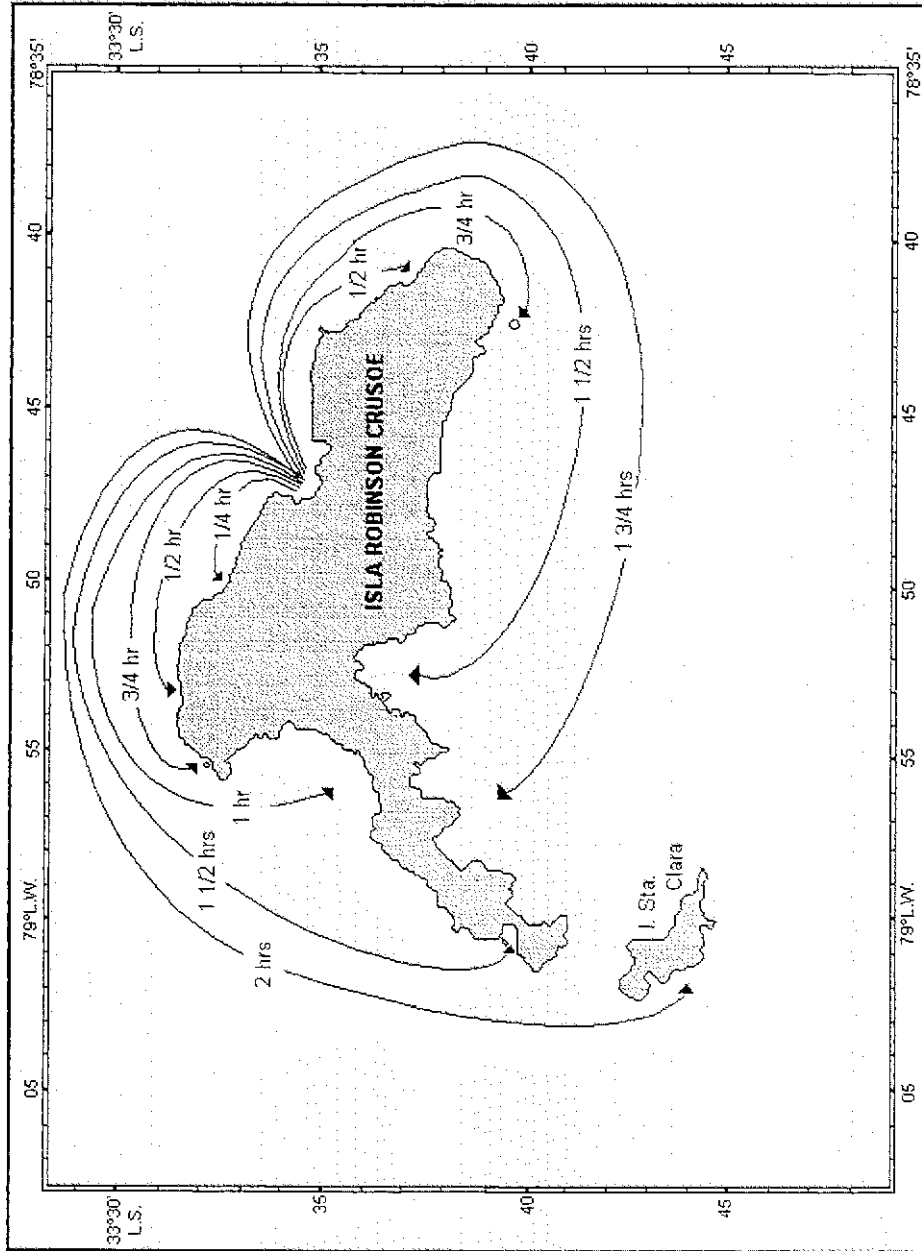 79°L.W.
05
55
50
45
40
78°35'
33°30'
L.S.
35
40
45
33°30'
L.S.
35
40
45
2 hrs
1 1/2 hrs
1 hr
3/4 hr
1/2 hr
1/4 hr
1/2 hr
3/4 hr
1 1/2 hrs
1 3/4 hrs
ISLA ROBINSON CRUSOE
I. Sta.
Clara
05
79°L.W.
55
50
45
40
78°35'